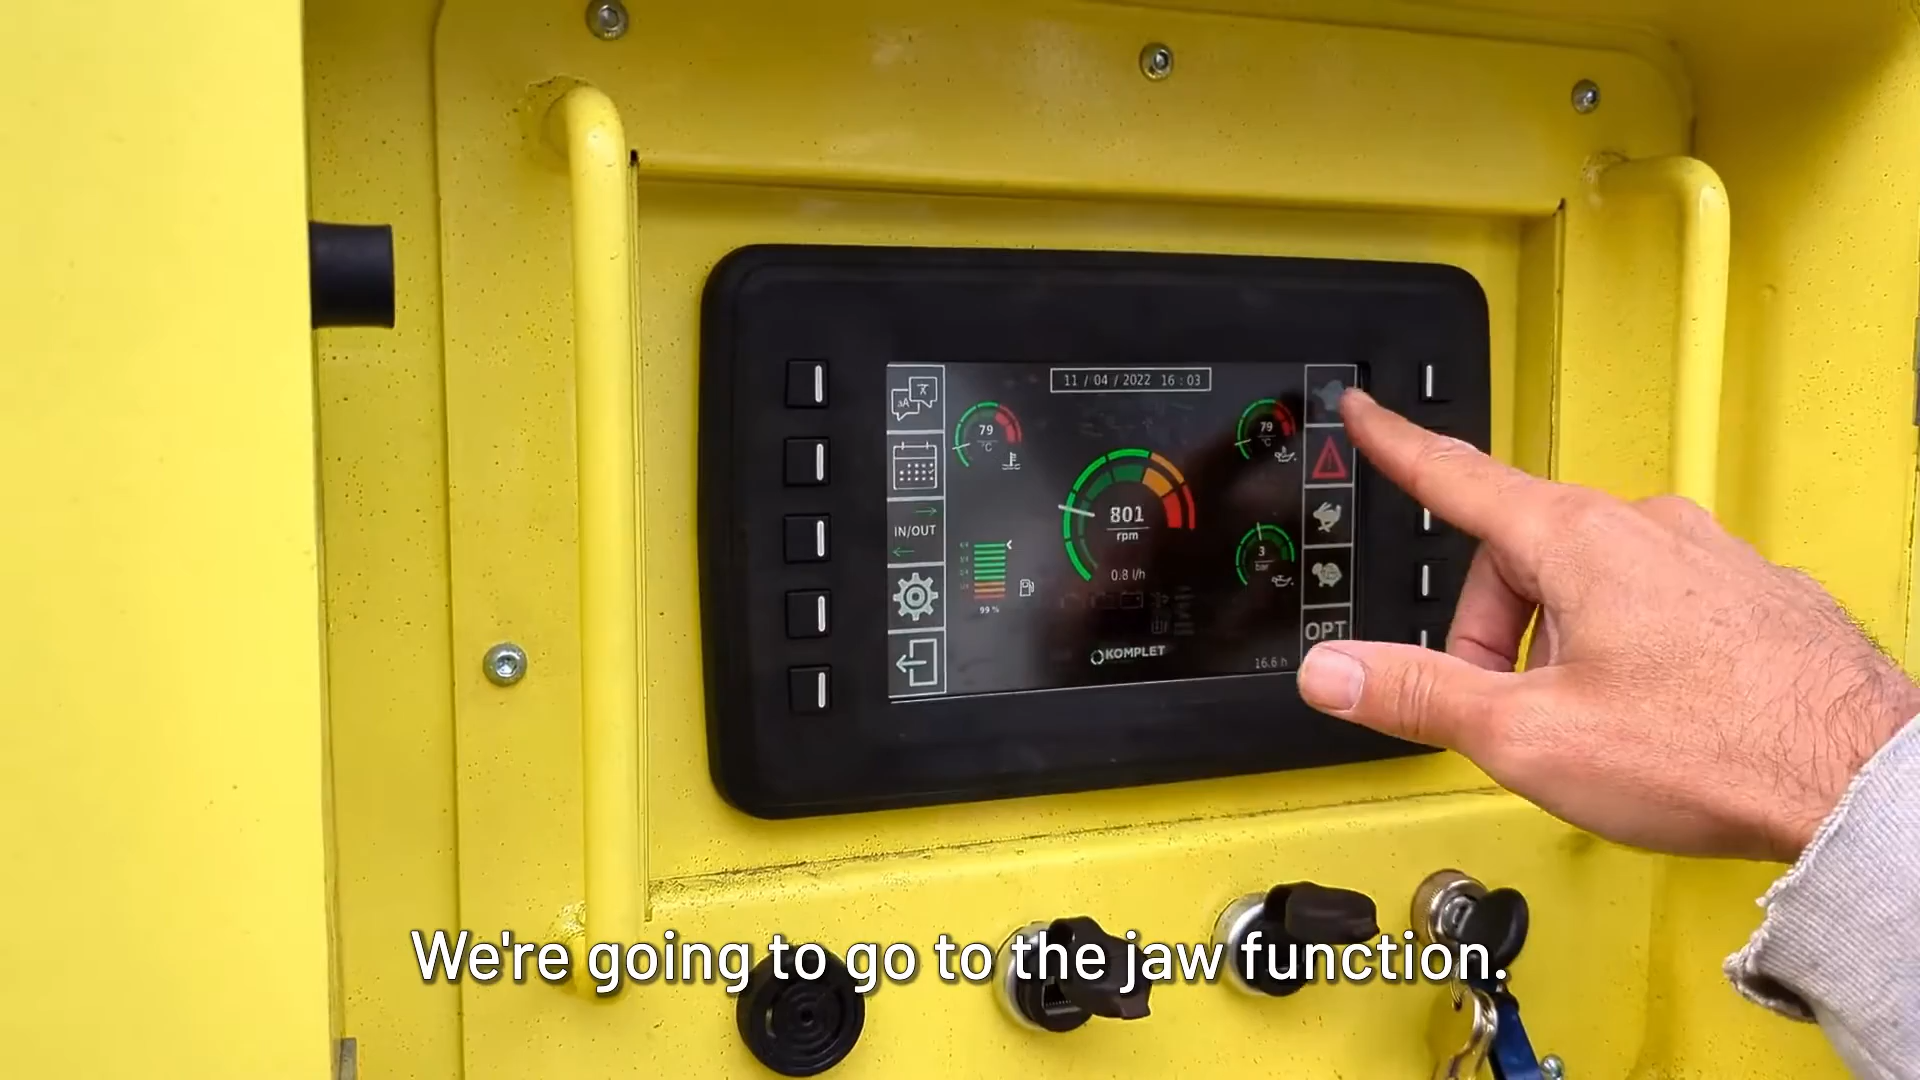 11 / 04 / 2022 16 : 03
79
°C
79
°C
IN/OUT
801
rpm
3
bar
0.8 l/h
99 %
OPT
KOMPLET
16.6 h
We're going to go to the jaw function.